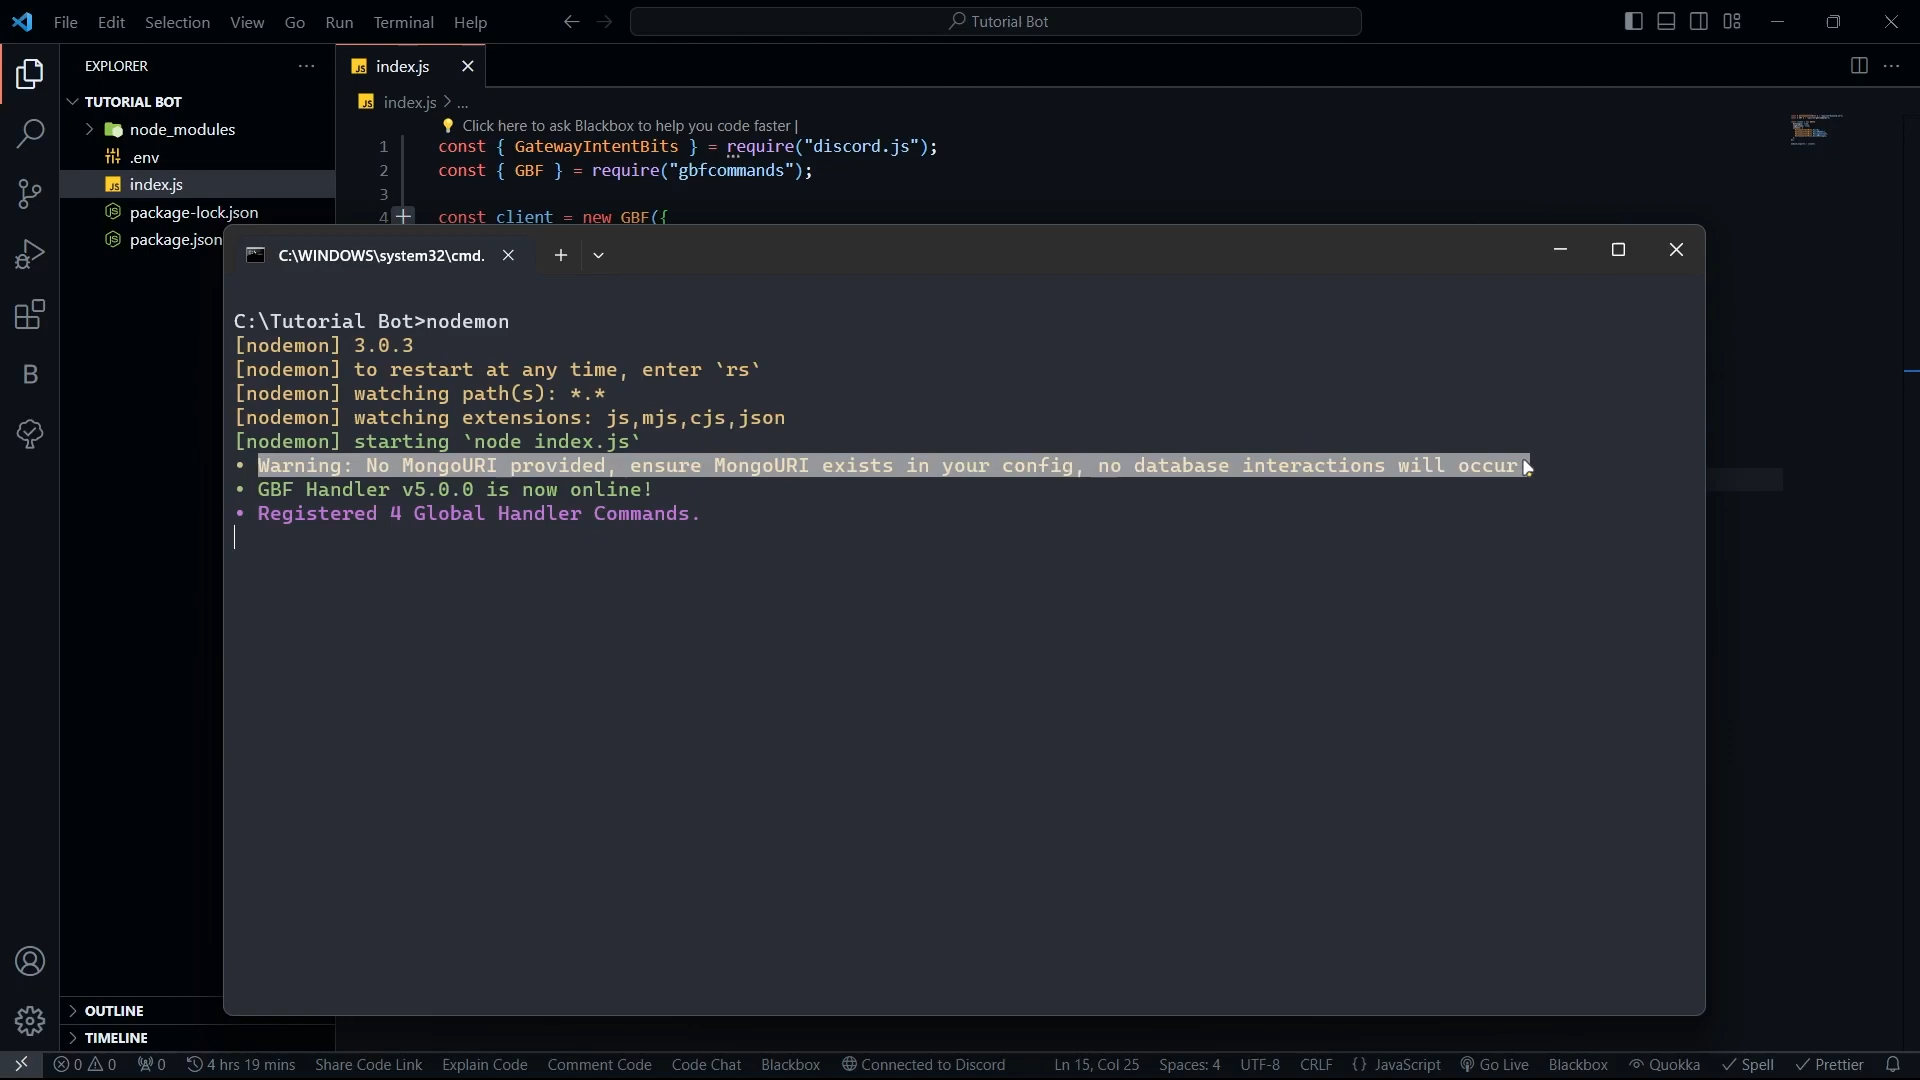 File Edit Selection View Go Run Terminal Help
Tutorial Bot
EXPLORER
TUTORIAL BOT
node_modules
.env
JS index.js
JS package-lock.json
JS package.json
JS index.js
JS index.js > ...
Click here to ask Blackbox to help you code faster |
1 const { GatewayIntentBits } = require("discord.js");
2 const { GBF } = require("gbfcommands");
3
4 const client = new GBF({
C:\WINDOWS\system32\cmd.
C:\Tutorial Bot>nodemon
[nodemon] 3.0.3
[nodemon] to restart at any time, enter `rs`
[nodemon] watching path(s): *.*
[nodemon] watching extensions: js,mjs,cjs,json
[nodemon] starting `node index.js`
• Warning: No MongoURI provided, ensure MongoURI exists in your config, no database interactions will occur
• GBF Handler v5.0.0 is now online!
• Registered 4 Global Handler Commands.
B
OUTLINE
TIMELINE
0 0 0 4 hrs 19 mins Share Code Link Explain Code Comment Code Code Chat Blackbox Connected to Discord Ln 15, Col 25 Spaces: 4 UTF-8 CRLF {} JavaScript Go Live Blackbox Quokka Spell Prettier